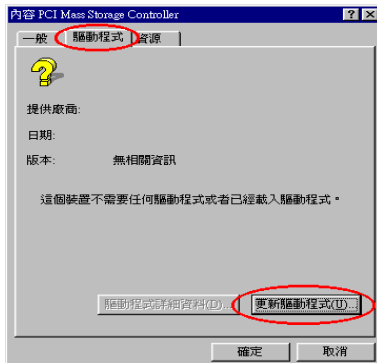 內容 PCI Mass Storage Controller
一般 驅動程式 資源
提供廠商:
日期:
版本: 無相關資訊
這個裝置不需要任何驅動程式或者已經載入驅動程式。
驅動程式詳細資料(D)... 更新驅動程式(U)...
確定 取消